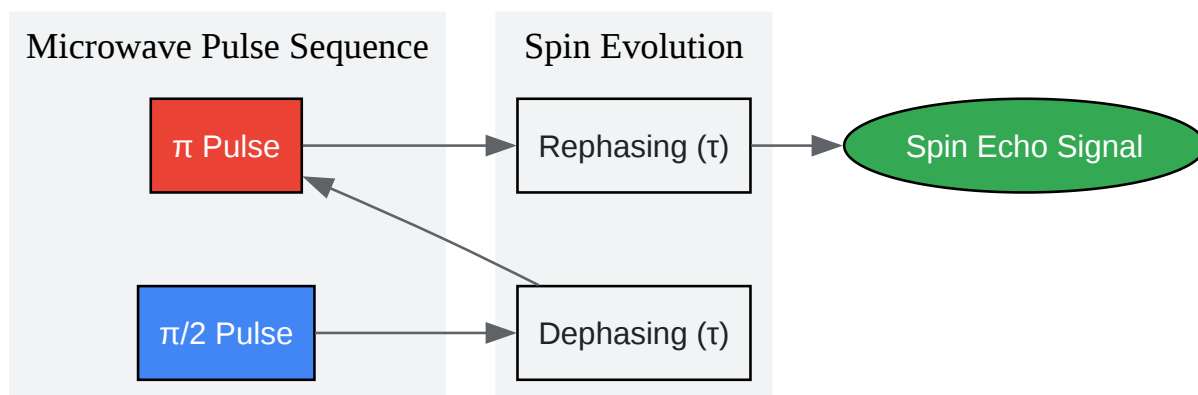 Microwave Pulse Sequence
Spin Evolution
π Pulse
Rephasing (τ)
Spin Echo Signal
π/2 Pulse
Dephasing (τ)